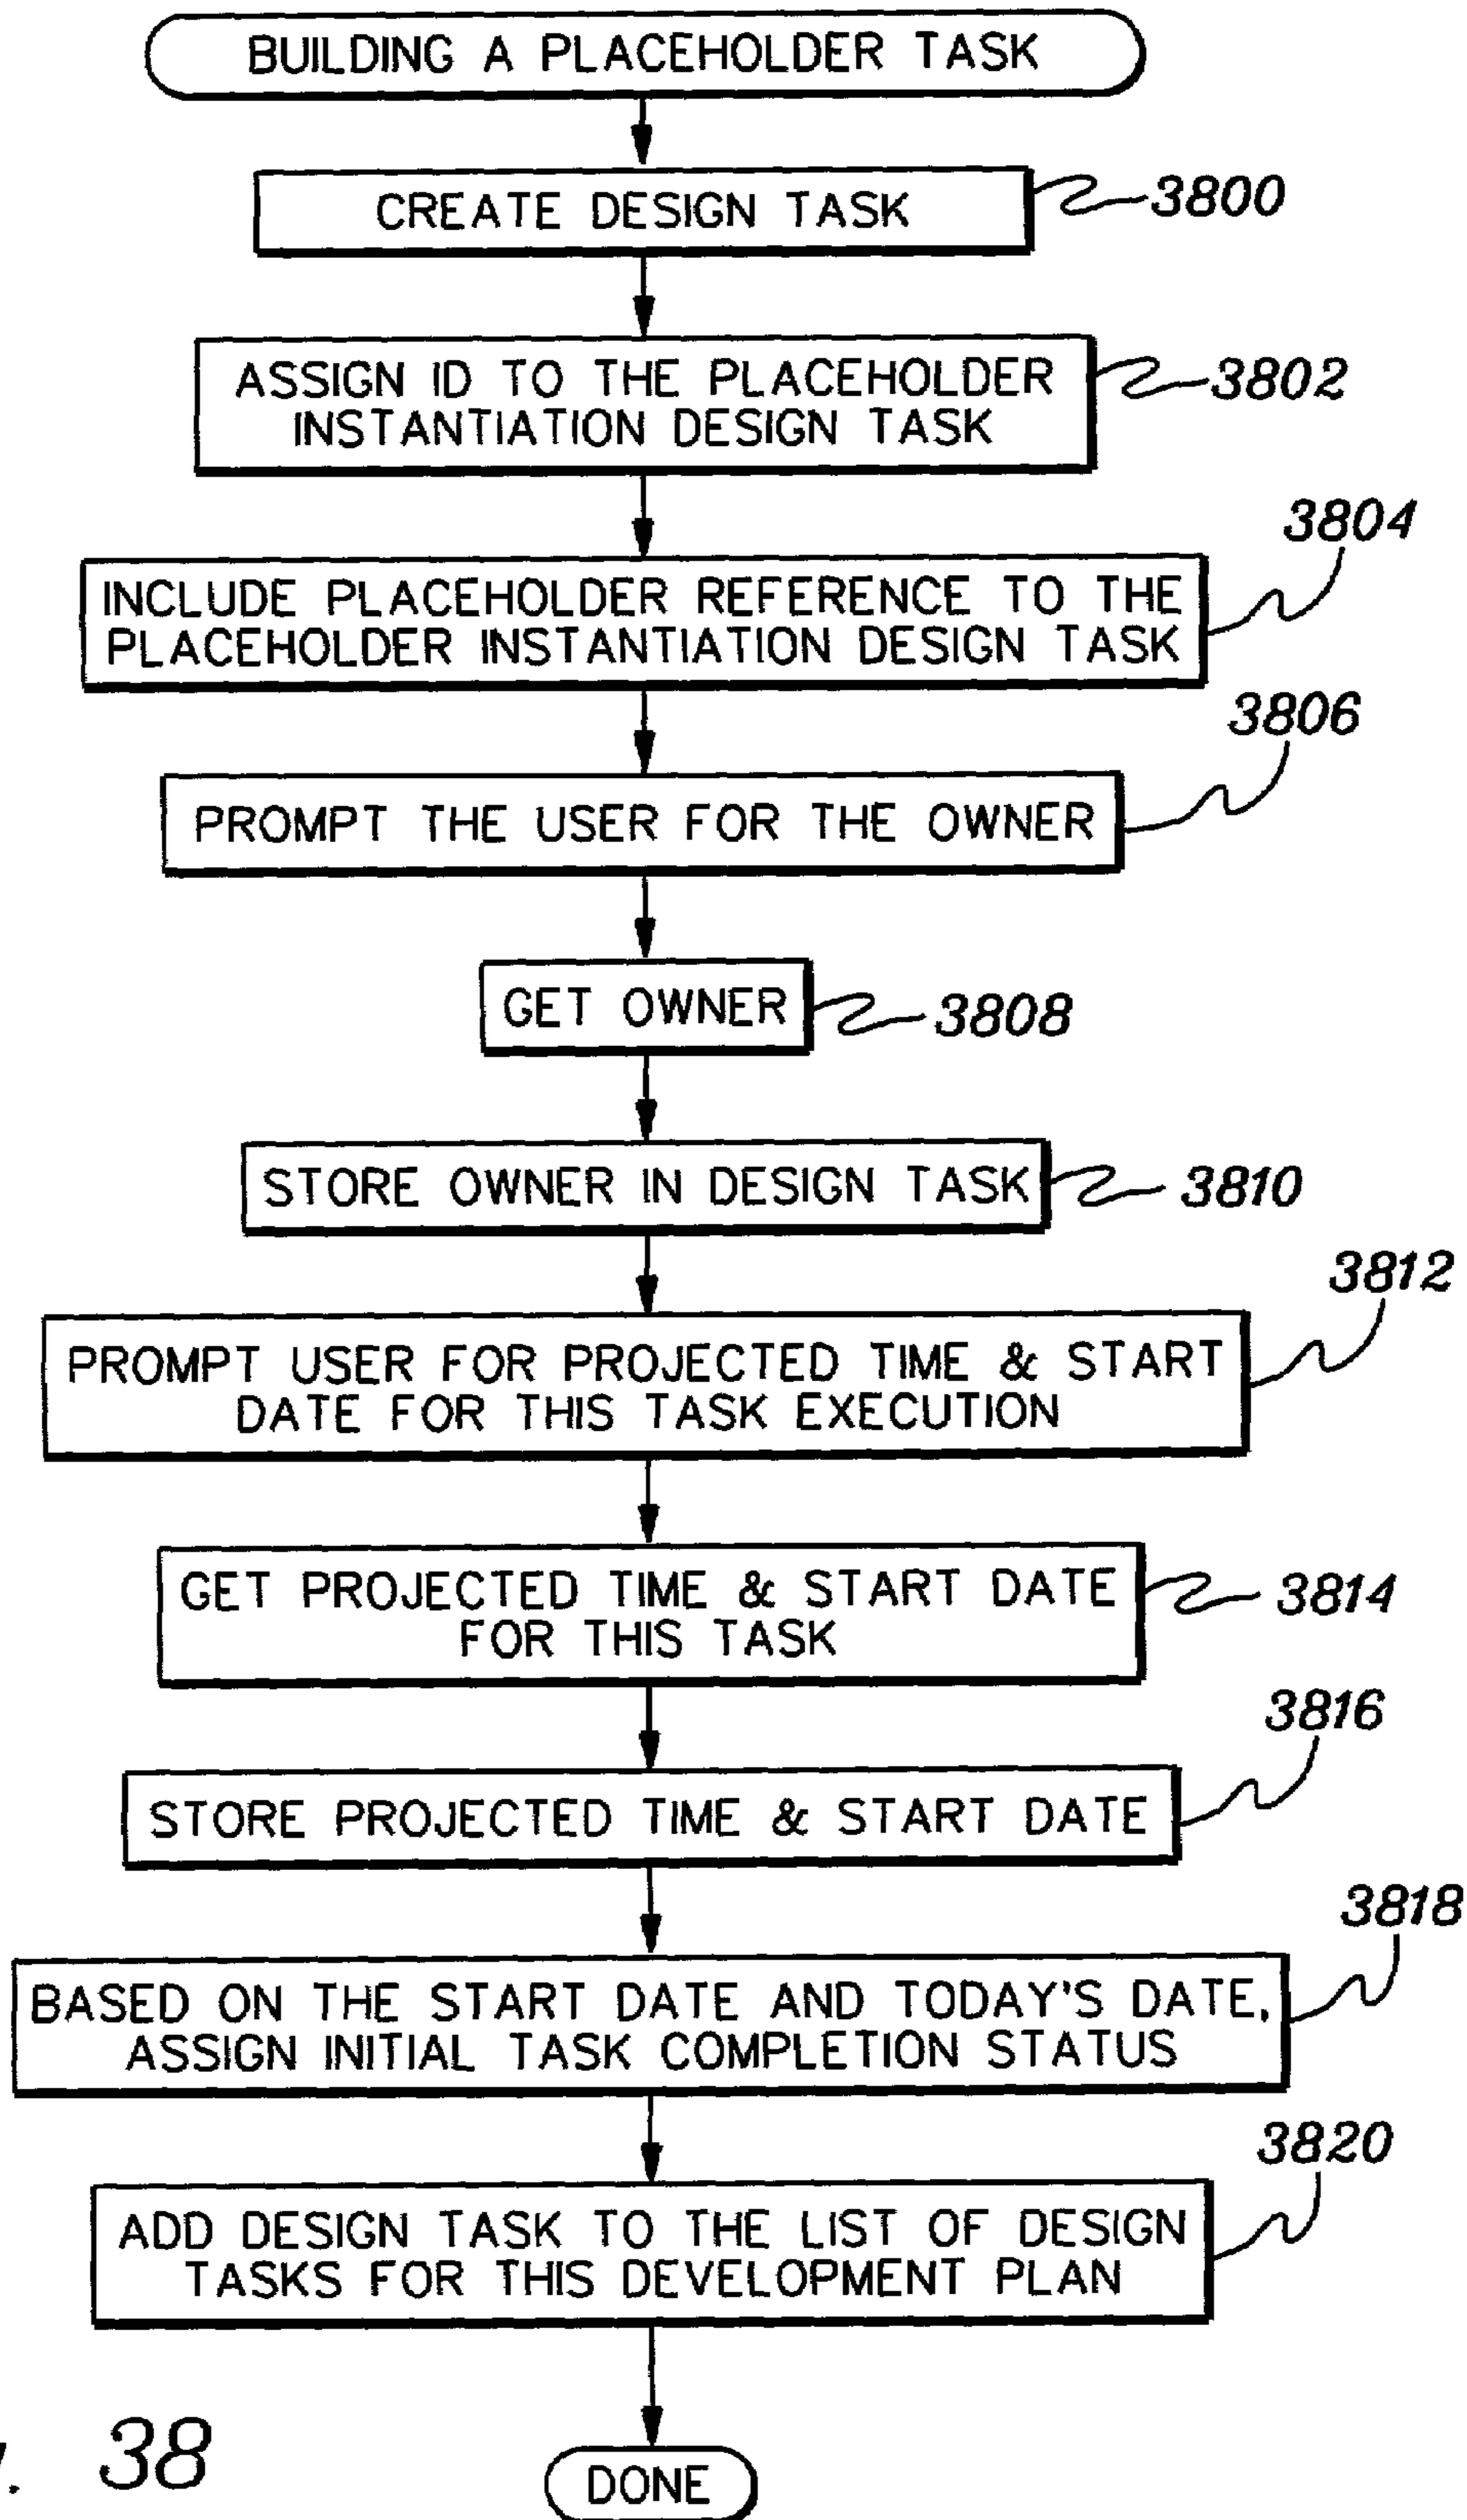 BUILDING A PLACEHOLDER TASK
CREATE DESIGN TASK
3800
ASSIGN ID TO THE PLACEHOLDER
INSTANTIATION DESIGN TASK
3802
3804
INCLUDE PLACEHOLDER REFERENCE TO THE
PLACEHOLDER INSTANTIATION DESIGN TASK
3806
PROMPT THE USER FOR THE OWNER
GET OWNER
3808
STORE OWNER IN DESIGN TASK
3810
3812
PROMPT USER FOR PROJECTED TIME & START
DATE FOR THIS TASK EXECUTION
GET PROJECTED TIME & START DATE
FOR THIS TASK
3814
3816
STORE PROJECTED TIME & START DATE
3818
BASED ON THE START DATE AND TODAY'S DATE,
ASSIGN INITIAL TASK COMPLETION STATUS
3820
ADD DESIGN TASK TO THE LIST OF DESIGN
TASKS FOR THIS DEVELOPMENT PLAN
38
DONE